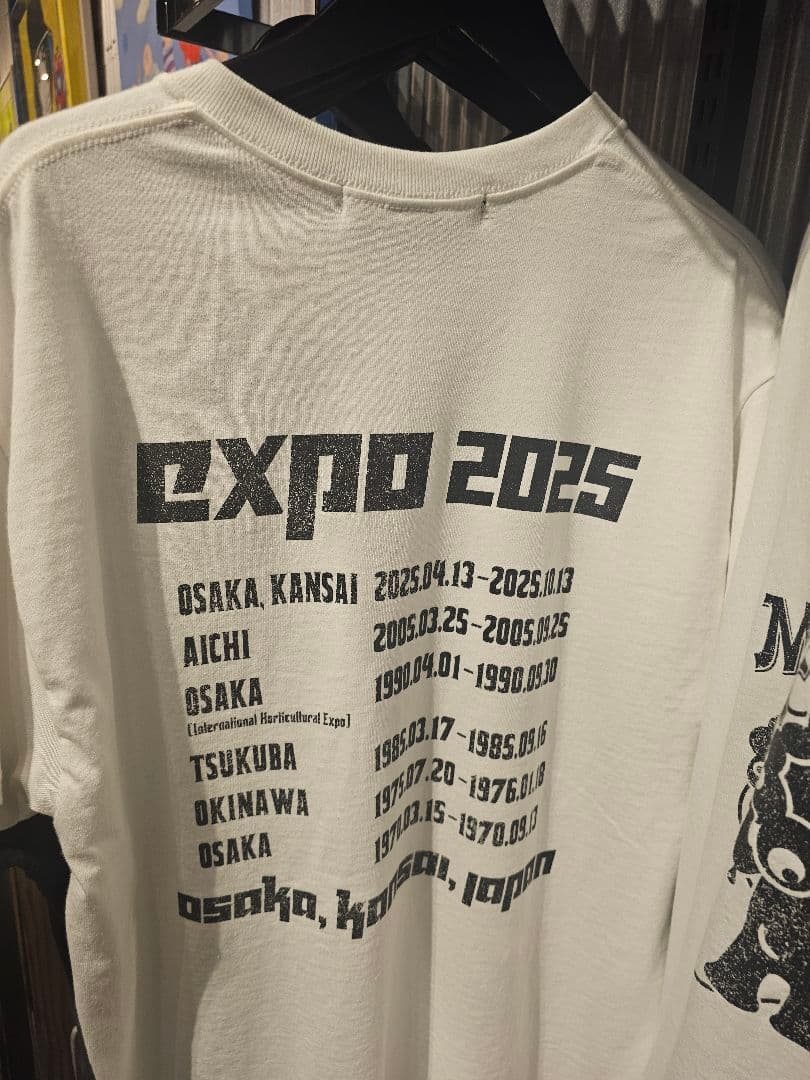 expo 2025
OSAKA, KANSAI 2025.04.13-2025.10.13
AICHI 2005.03.25-2005.09.25
OSAKA 1990.04.01-1990.09.30
[International Horticultural Expo]
TSUKUBA 1985.03.17-1985.09.16
OKINAWA 1975.07.20-1976.01.18
OSAKA 1970.03.15-1970.09.13
osaka, kansai, japan